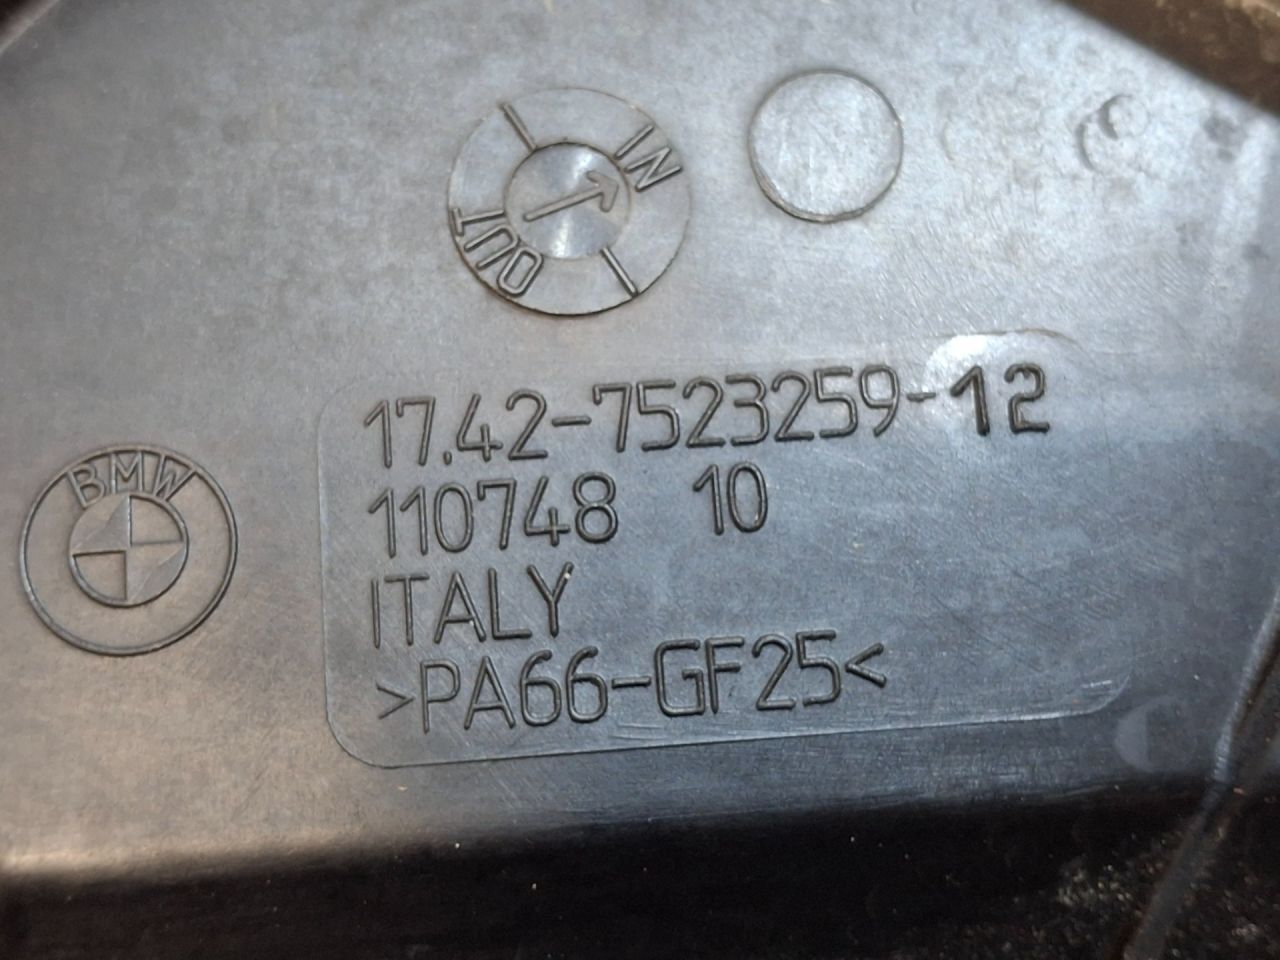 IN
OUT
17.42-7523259-12
BMW
110748 10
ITALY
>PA66-GF25<